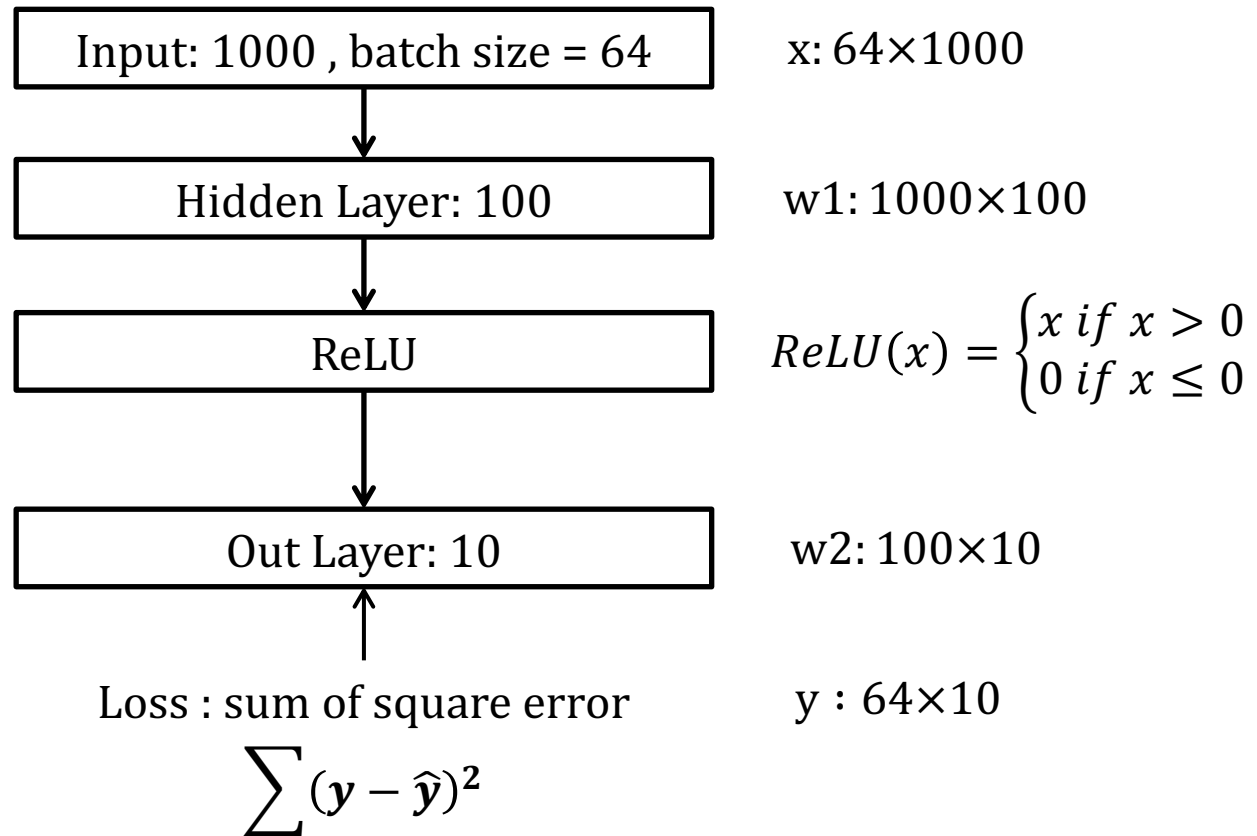 Input: 1000 , batch size = 64
x: 64×1000
Hidden Layer: 100
w1: 1000×100
ReLU
ReLU(x) = {x if x > 0
0 if x ≤ 0
Out Layer: 10
w2: 100×10
Loss : sum of square error
y : 64×10
∑(y − ŷ)²